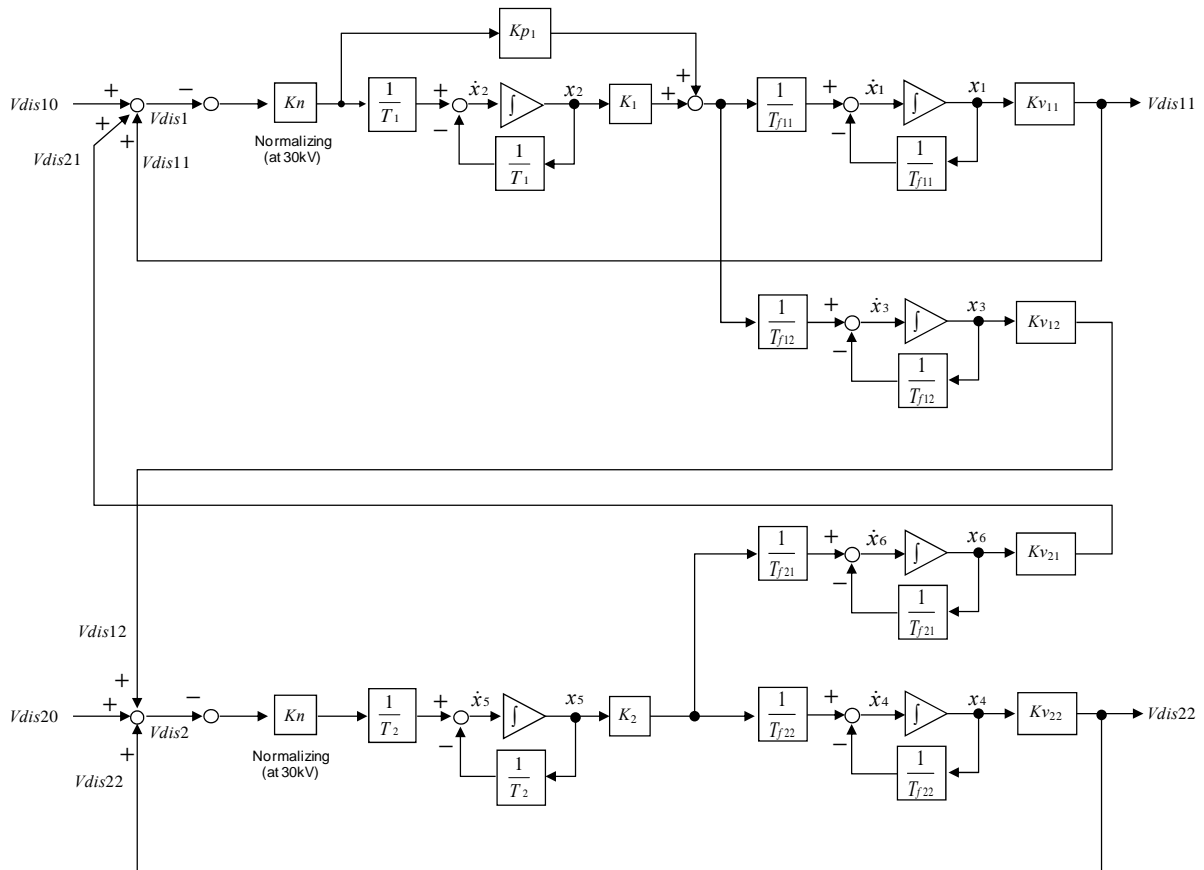 Kp1
Vdis10
+
Vdis1
−
Kn
1
T1
+
ẋ2
∫
x2
K1
+
+
1
Tf11
+
ẋ1
∫
x1
Kv11
Vdis11
+
+
Vdis21
Vdis11
Normalizing
(at 30kV)
−
1
T1
−
1
Tf11
1
Tf12
+
ẋ3
∫
x3
Kv12
−
1
Tf12
1
Tf21
+
ẋ6
∫
x6
Kv21
−
1
Tf21
Vdis12
+
Vdis20
+
Vdis2
−
Kn
1
T2
+
ẋ5
∫
x5
K2
1
Tf22
+
ẋ4
∫
x4
Kv22
Vdis22
+
Vdis22
Normalizing
(at 30kV)
−
1
T2
−
1
Tf22